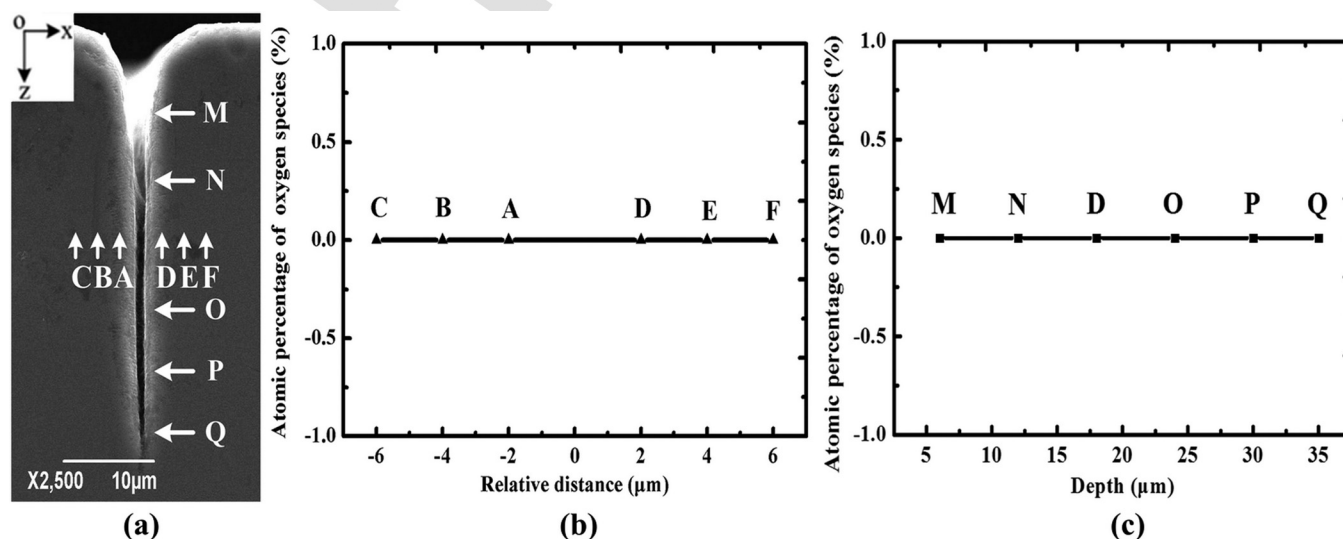 O X
Z
M
N
C B A D E F
O
P
Q
X2,500 10µm
(a)
Atomic percentage of oxygen species (%)
1.0
0.5
0.0
-0.5
-1.0
C B A D E F
-6 -4 -2 0 2 4 6
Relative distance (µm)
(b)
Atomic percentage of oxygen species (%)
1.0
0.5
0.0
-0.5
-1.0
M N D O P Q
5 10 15 20 25 30 35
Depth (µm)
(c)